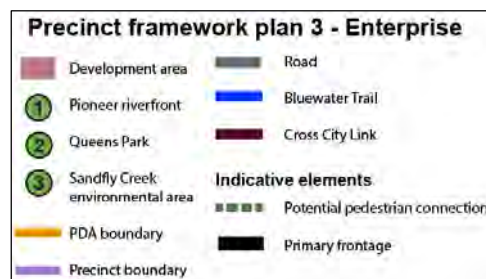 Precinct framework plan 3 - Enterprise
Development area
1 Pioneer riverfront
2 Queens Park
3 Sandfly Creek
environmental area
PDA boundary
Precinct boundary
Road
Bluewater Trail
Cross City Link
Indicative elements
Potential pedestrian connection
Primary frontage